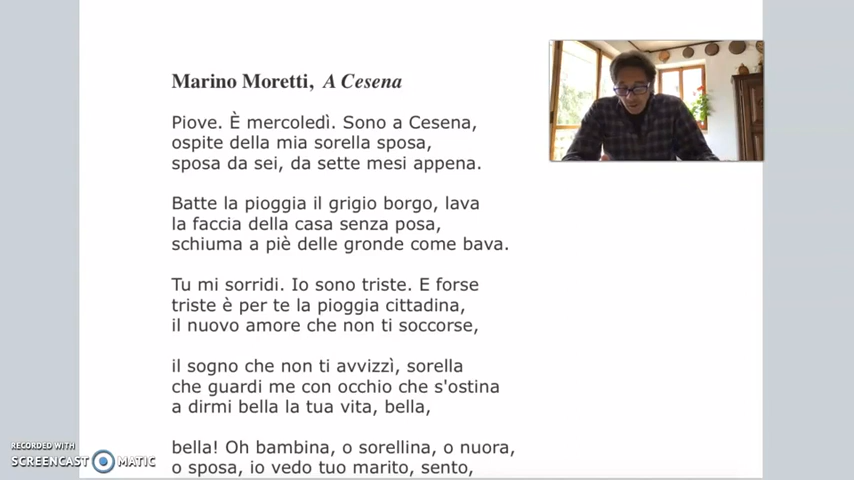 Marino Moretti, A Cesena
Piove. È mercoledì. Sono a Cesena,
ospite della mia sorella sposa,
sposa da sei, da sette mesi appena.
Batte la pioggia il grigio borgo, lava
la faccia della casa senza posa,
schiuma a piè delle gronde come bava.
Tu mi sorridi. Io sono triste. E forse
triste è per te la pioggia cittadina,
il nuovo amore che non ti soccorse,
il sogno che non ti avvizzì, sorella
che guardi me con occhio che s'ostina
a dirmi bella la tua vita, bella,
bella! Oh bambina, o sorellina, o nuora,
o sposa, io vedo tuo marito, sento,
RECORDED WITH
SCREENCAST MATIC